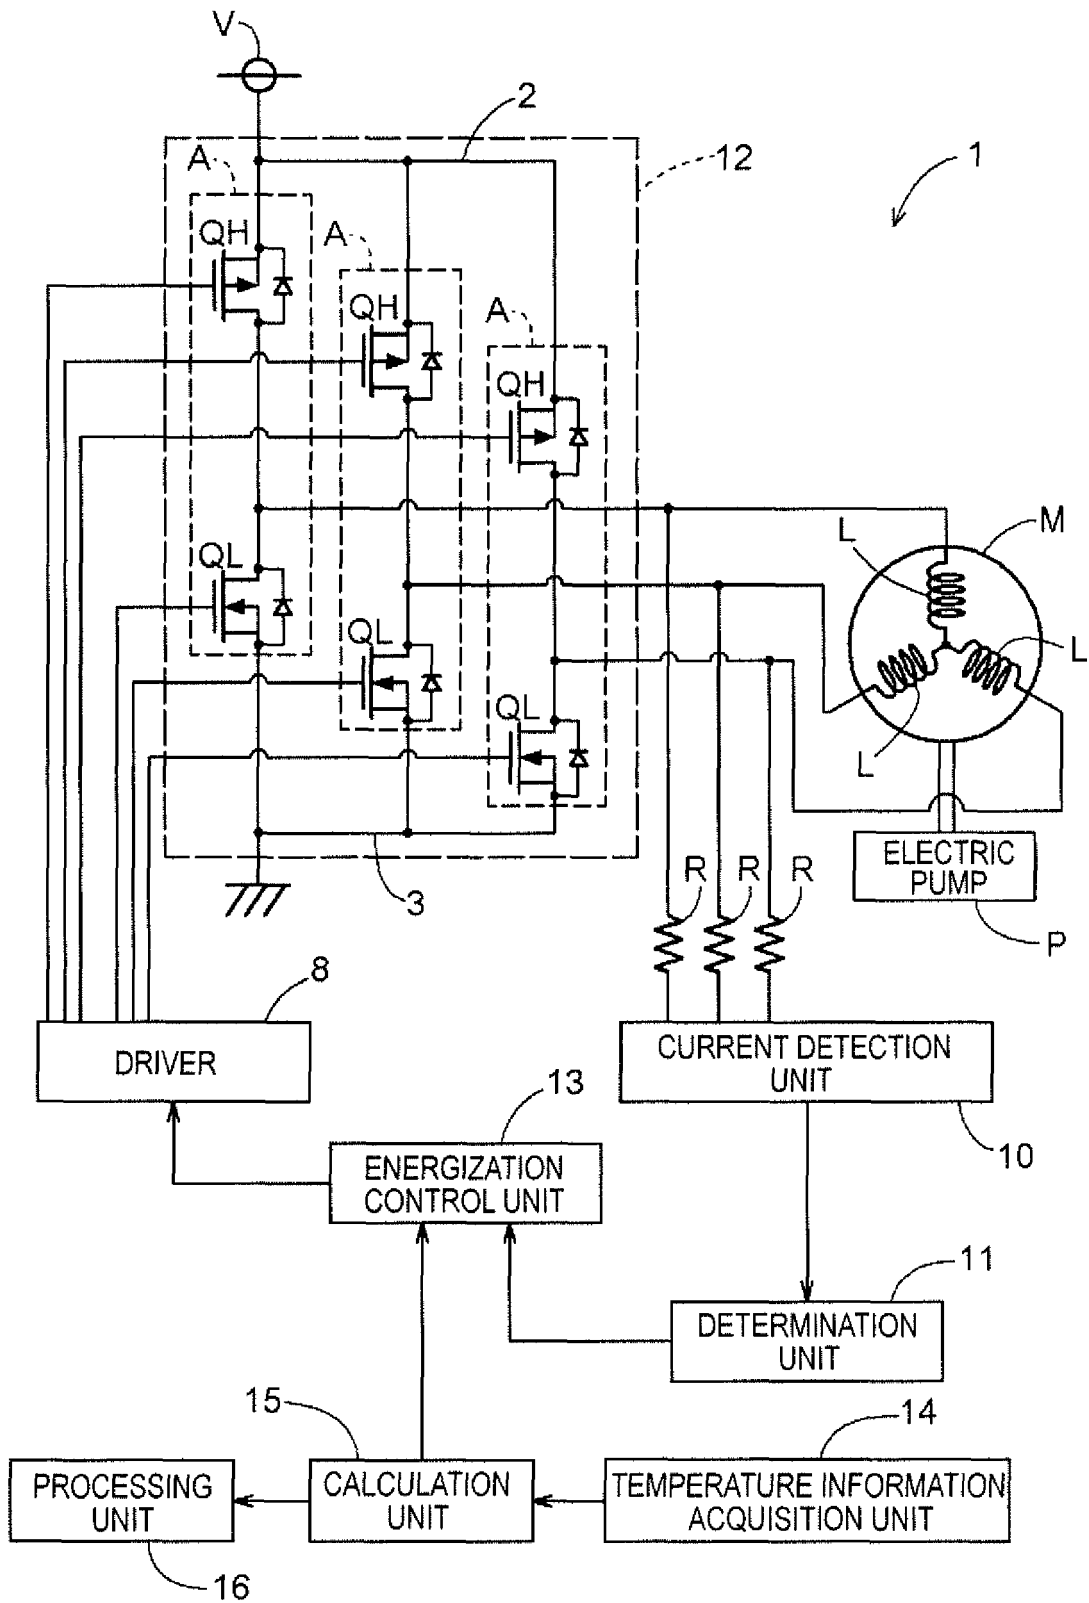 V
2
12
1
A
QH
A
QH
A
QH
QL
QL
QL
L
M
L
L
3
R
R
R
ELECTRIC
PUMP
P
8
DRIVER
CURRENT DETECTION
UNIT
10
13
ENERGIZATION
CONTROL UNIT
11
DETERMINATION
UNIT
15
14
PROCESSING
UNIT
CALCULATION
UNIT
TEMPERATURE INFORMATION
ACQUISITION UNIT
16